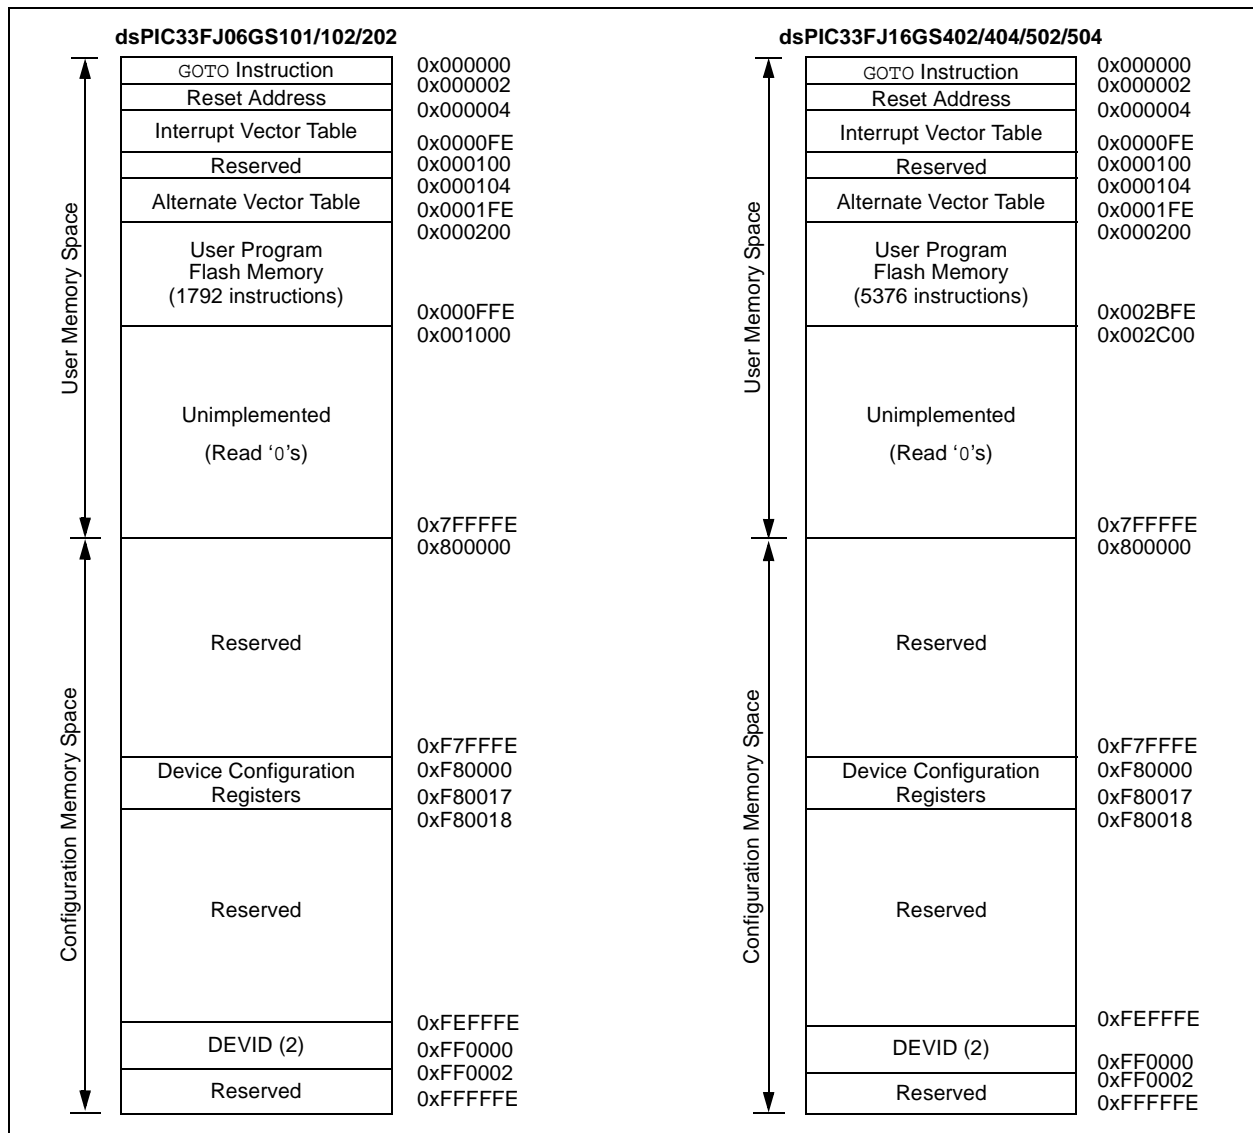 dsPIC33FJ06GS101/102/202
GOTO Instruction
0x000000
Reset Address
0x000002
Interrupt Vector Table
0x000004
0x0000FE
Reserved
0x000100
Alternate Vector Table
0x000104
0x0001FE
User Program
Flash Memory
(1792 instructions)
0x000200
0x000FFE
Unimplemented
(Read ‘0’s)
0x001000
0x7FFFFE
Reserved
0x800000
0xF7FFFE
Device Configuration
Registers
0xF80000
0xF80017
Reserved
0xF80018
0xFEFFFE
DEVID (2)
0xFF0000
0xFF0002
Reserved
0xFFFFFE
User Memory Space
Configuration Memory Space
dsPIC33FJ16GS402/404/502/504
GOTO Instruction
0x000000
Reset Address
0x000002
Interrupt Vector Table
0x000004
0x0000FE
Reserved
0x000100
Alternate Vector Table
0x000104
0x0001FE
User Program
Flash Memory
(5376 instructions)
0x000200
0x002BFE
Unimplemented
(Read ‘0’s)
0x002C00
0x7FFFFE
Reserved
0x800000
0xF7FFFE
Device Configuration
Registers
0xF80000
0xF80017
Reserved
0xF80018
0xFEFFFE
DEVID (2)
0xFF0000
0xFF0002
Reserved
0xFFFFFE
User Memory Space
Configuration Memory Space